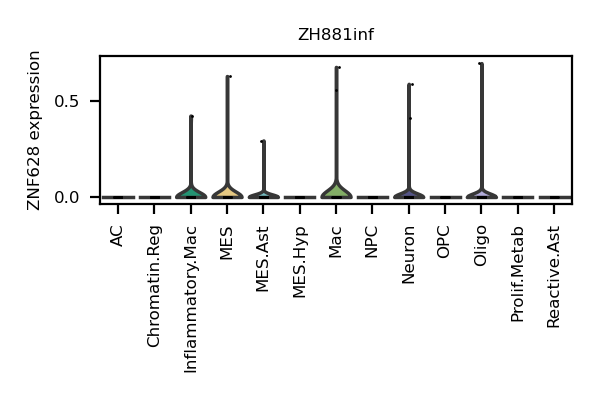 ZH881inf
ZNF628 expression
0.5
0.0
AC
Chromatin.Reg
Inflammatory.Mac
MES
MES.Ast
MES.Hyp
Mac
NPC
Neuron
OPC
Oligo
Prolif.Metab
Reactive.Ast